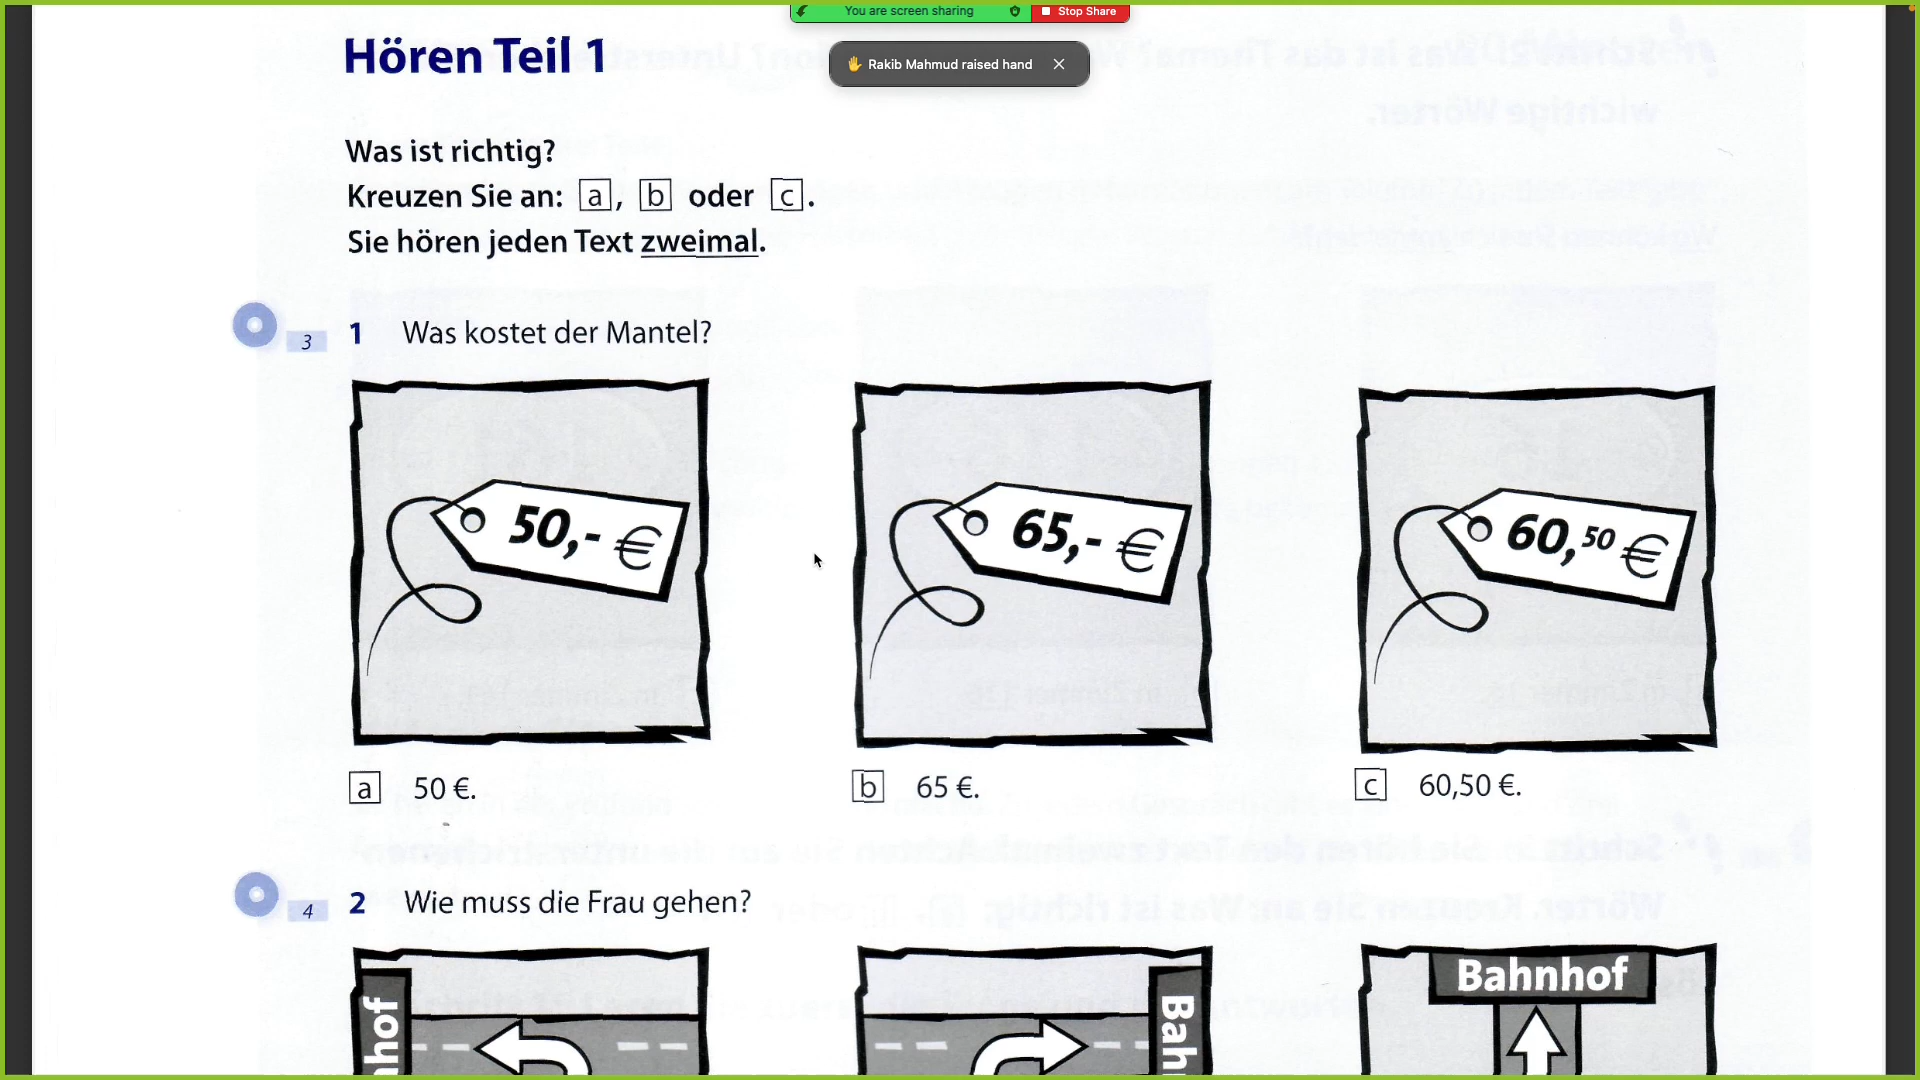 You are screen sharing
Stop Share
Rakib Mahmud raised hand
Hören Teil 1
Was ist richtig?
Kreuzen Sie an: a, b oder c.
Sie hören jeden Text zweimal.
3 1 Was kostet der Mantel?
50,- €
65,- €
60,50 €
a 50 €.
b 65 €.
c 60,50 €.
4 2 Wie muss die Frau gehen?
Bahnhof